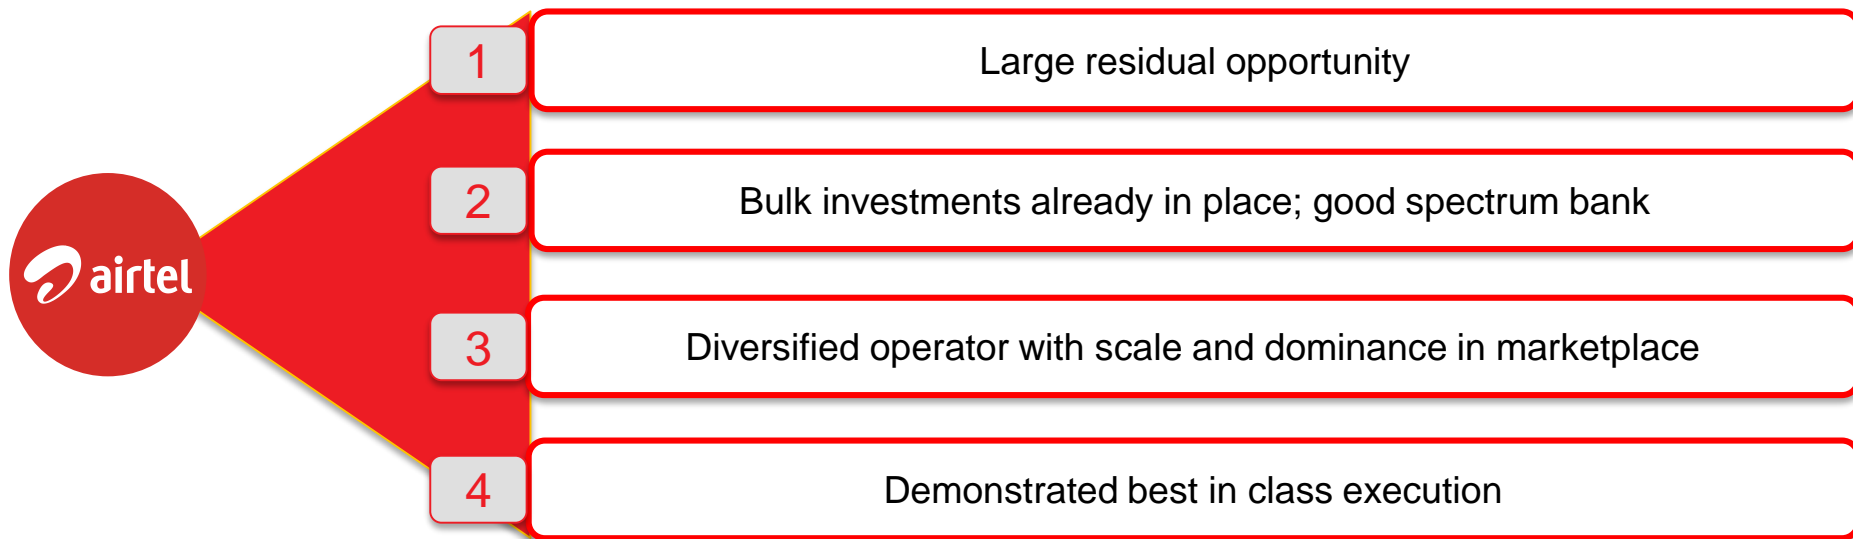 1
Large residual opportunity
2
Bulk investments already in place; good spectrum bank
airtel
3
Diversified operator with scale and dominance in marketplace
4
Demonstrated best in class execution